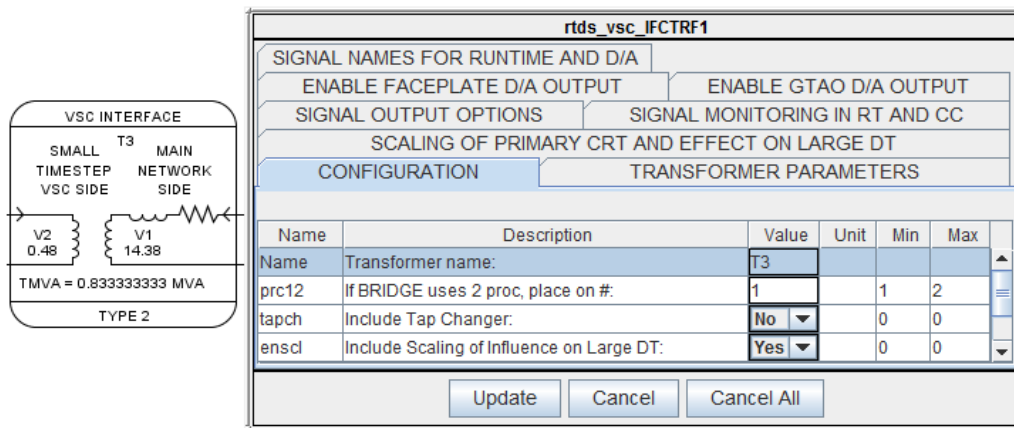 VSC INTERFACE
T3
SMALL TIMESTEP VSC SIDE
MAIN NETWORK SIDE
V2
0.48
V1
14.38
TMVA = 0.833333333 MVA
TYPE 2
rtds_vsc_IFCTRF1
SIGNAL NAMES FOR RUNTIME AND D/A
ENABLE FACEPLATE D/A OUTPUT ENABLE GTAO D/A OUTPUT
SIGNAL OUTPUT OPTIONS SIGNAL MONITORING IN RT AND CC
SCALING OF PRIMARY CRT AND EFFECT ON LARGE DT
CONFIGURATION TRANSFORMER PARAMETERS
Name Description Value Unit Min Max
Name Transformer name: T3
prc12 If BRIDGE uses 2 proc, place on #: 1 1 2
tapch Include Tap Changer: No 0 0
enscl Include Scaling of Influence on Large DT: Yes 0 0
Update Cancel Cancel All